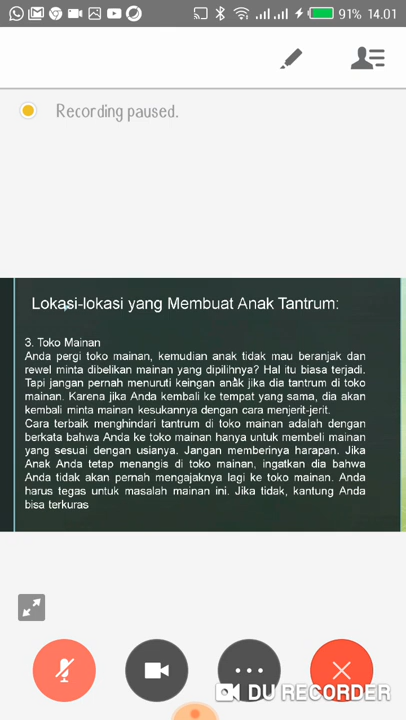 91% 14.01
Recording paused.
Lokasi-lokasi yang Membuat Anak Tantrum:
3. Toko Mainan
Anda pergi toko mainan, kemudian anak tidak mau beranjak dan
rewel minta dibelikan mainan yang dipilihnya? Hal itu biasa terjadi.
Tapi jangan pernah menuruti keingan anak jika dia tantrum di toko
mainan. Karena jika Anda kembali ke tempat yang sama, dia akan
kembali minta mainan kesukannya dengan cara menjerit-jerit.
Cara terbaik menghindari tantrum di toko mainan adalah dengan
berkata bahwa Anda ke toko mainan hanya untuk membeli mainan
yang sesuai dengan usianya. Jangan memberinya harapan. Jika
Anak Anda tetap menangis di toko mainan, ingatkan dia bahwa
Anda tidak akan pernah mengajaknya lagi ke toko mainan. Anda
harus tegas untuk masalah mainan ini. Jika tidak, kantung Anda
bisa terkuras
DU RECORDER